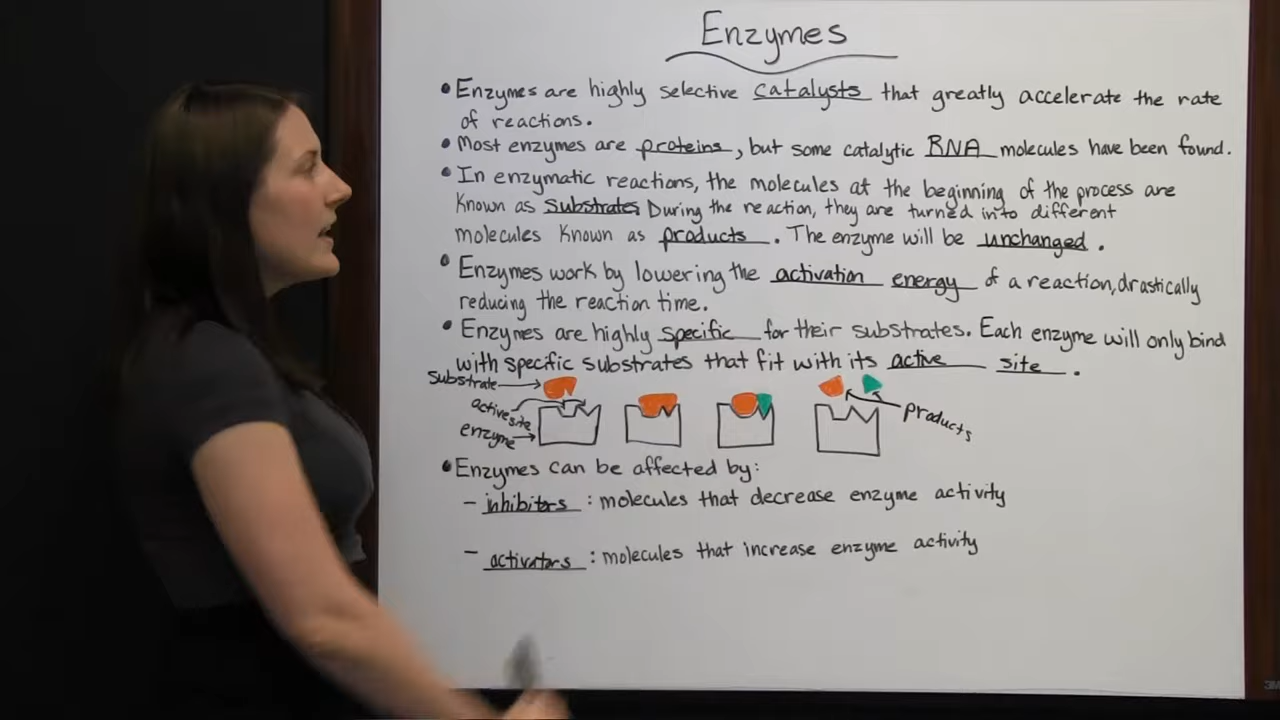 Enzymes
• Enzymes are highly selective catalysts that greatly accelerate the rate
of reactions.
• Most enzymes are proteins, but some catalytic RNA molecules have been found.
• In enzymatic reactions, the molecules at the beginning of the process are
known as substrates During the reaction, they are turned into different
molecules known as products. The enzyme will be unchanged.
• Enzymes work by lowering the activation energy of a reaction, drastically
reducing the reaction time.
• Enzymes are highly specific for their substrates. Each enzyme will only bind
with specific substrates that fit with its active site.
substrate
active site
enzyme
products
• Enzymes can be affected by:
- inhibitors : molecules that decrease enzyme activity
- activators : molecules that increase enzyme activity
3M